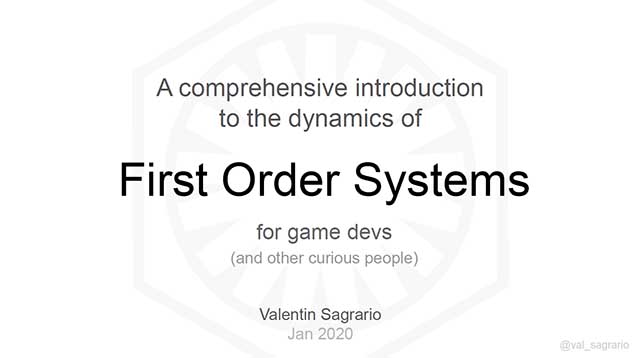 A comprehensive introduction
to the dynamics of
First Order Systems
for game devs
(and other curious people)
Valentin Sagrario
Jan 2020
@val_sagrario